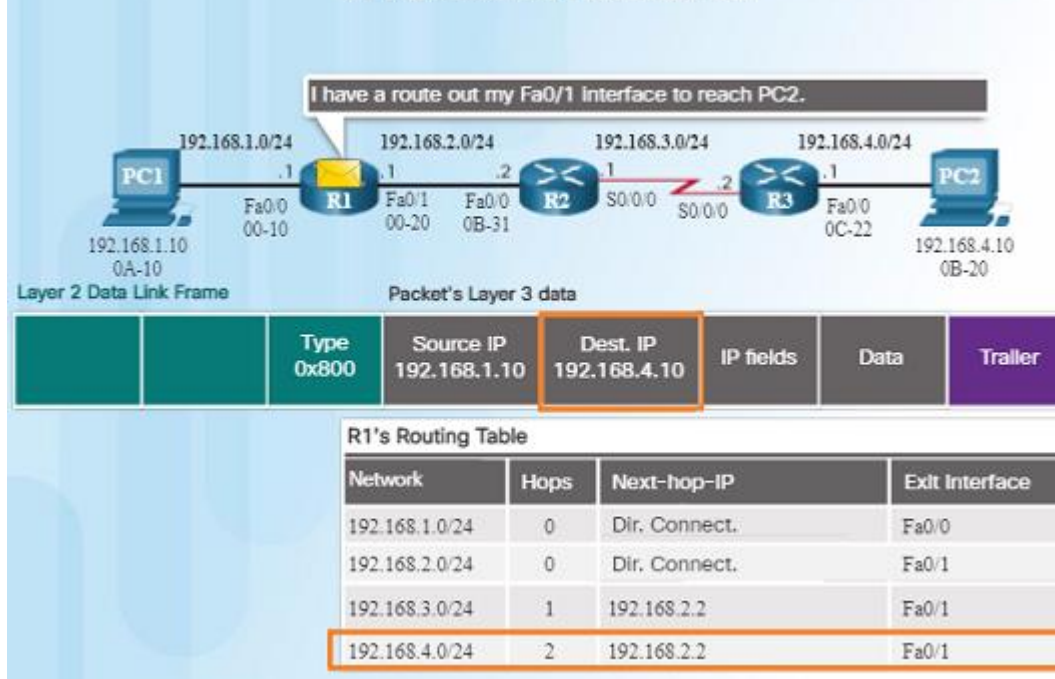 I have a route out my Fa0/1 interface to reach PC2.
192.168.1.0/24 192.168.2.0/24 192.168.3.0/24 192.168.4.0/24
PC1 .1 R1 .1 .2 R2 .1 .2 R3 .1 PC2
Fa0/0 Fa0/1 Fa0/0 S0/0/0 S0/0/0 Fa0/0
00-10 00-20 0B-31 0C-22
192.168.1.10 192.168.4.10
0A-10 0B-20
Layer 2 Data Link Frame Packet's Layer 3 data
Type Source IP Dest. IP IP fields Data Trailer
0x800 192.168.1.10 192.168.4.10
R1's Routing Table
Network Hops Next-hop-IP Exit Interface
192.168.1.0/24 0 Dir. Connect. Fa0/0
192.168.2.0/24 0 Dir. Connect. Fa0/1
192.168.3.0/24 1 192.168.2.2 Fa0/1
192.168.4.0/24 2 192.168.2.2 Fa0/1